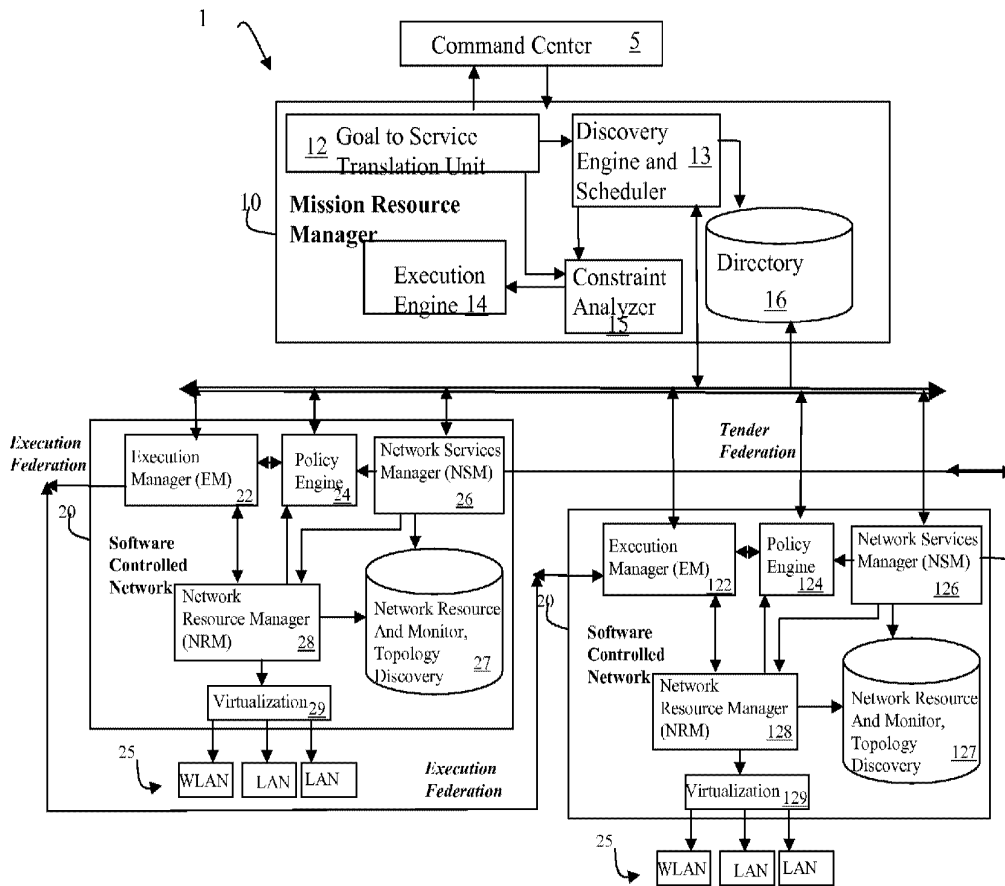 1
Command Center 5
12 Goal to Service
Translation Unit
Discovery
Engine and
Scheduler
13
10
Mission Resource
Manager
Execution
Engine 14
Constraint
Analyzer
15
Directory
16
Execution
Federation
Tender
Federation
Execution
Manager (EM)
22
Policy
Engine
24
Network Services
Manager (NSM)
26
20
Software
Controlled
Network
Network
Resource Manager
(NRM)
28
Network Resource
And Monitor,
Topology
Discovery
27
Virtualization 29
25
WLAN
LAN
LAN
Execution
Federation
Execution
Manager (EM)
122
Policy
Engine
124
Network Services
Manager (NSM)
126
20
Software
Controlled
Network
Network
Resource Manager
(NRM)
128
Network Resource
And Monitor,
Topology
Discovery
127
Virtualization 129
25
WLAN
LAN
LAN